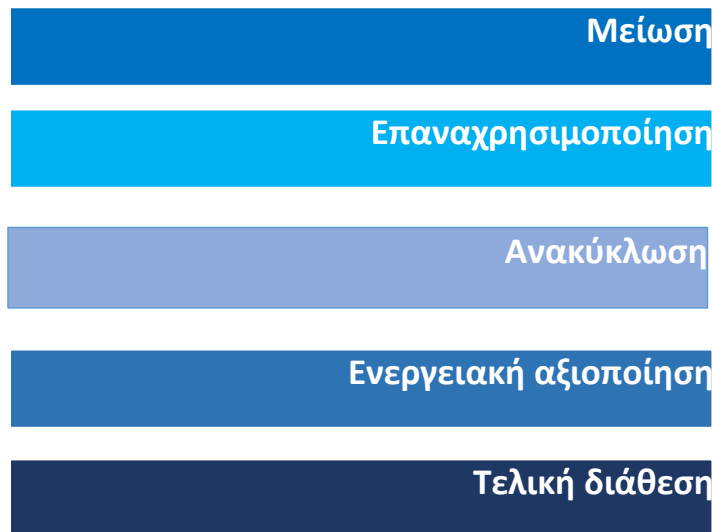 Μείωση
Επαναχρησιμοποίηση
Ανακύκλωση
Ενεργειακή αξιοποίηση
Τελική διάθεση